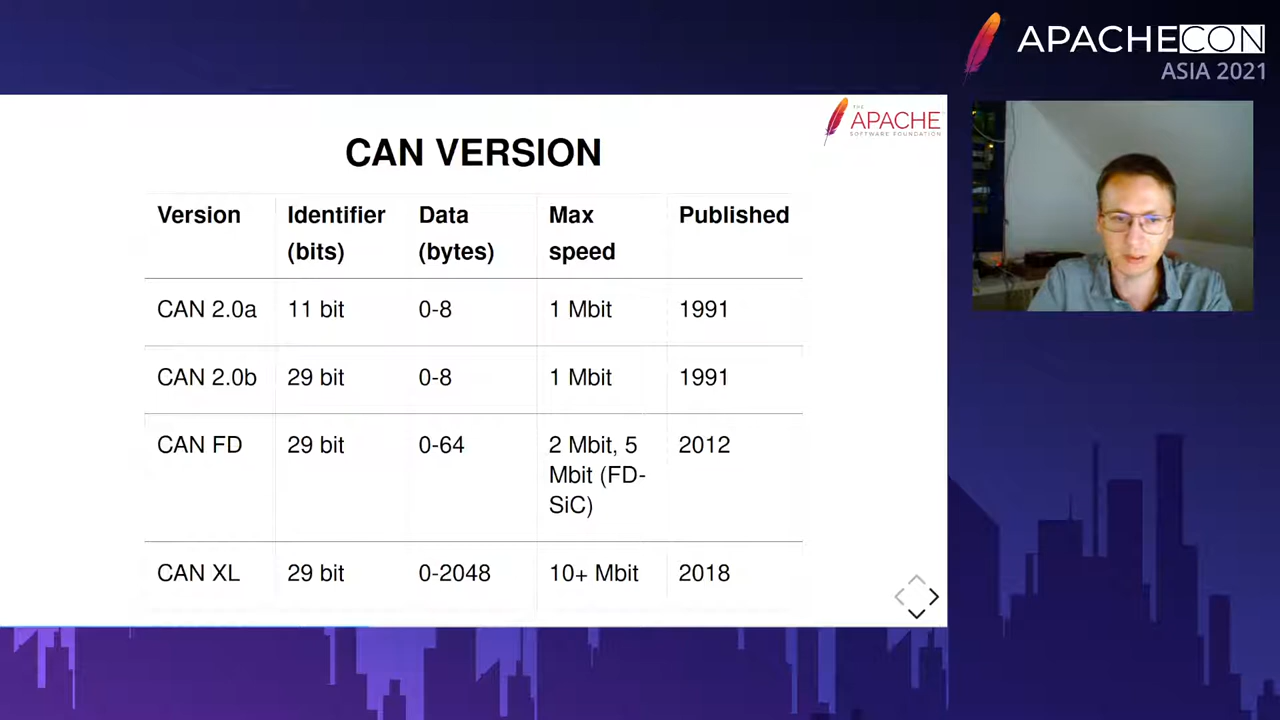 APACHECON
ASIA 2021
THE
APACHE
SOFTWARE FOUNDATION
CAN VERSION
Version Identifier (bits) Data (bytes) Max speed Published
CAN 2.0a 11 bit 0-8 1 Mbit 1991
CAN 2.0b 29 bit 0-8 1 Mbit 1991
CAN FD 29 bit 0-64 2 Mbit, 5 Mbit (FD-SiC) 2012
CAN XL 29 bit 0-2048 10+ Mbit 2018